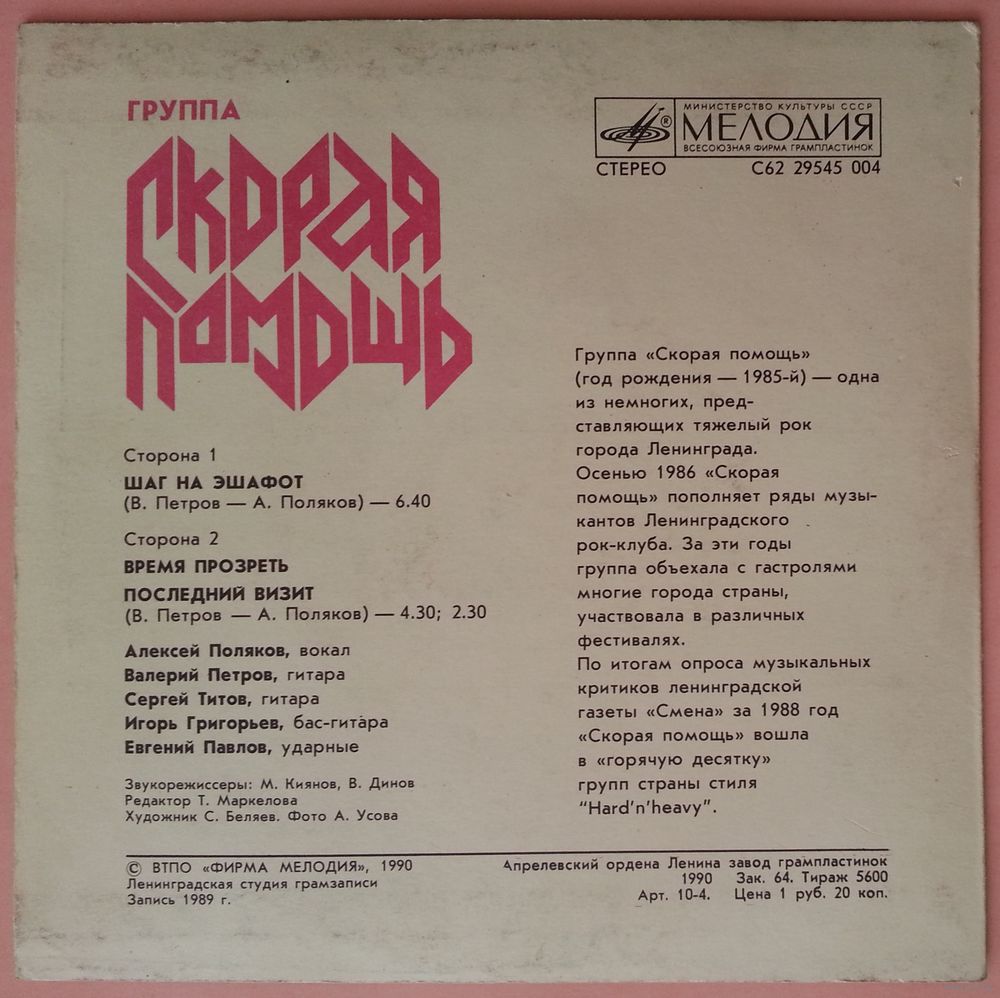 ГРУППА
СКОРАЯ
ПОМОЩЬ
МИНИСТЕРСТВО КУЛЬТУРЫ СССР
®
МЕЛОДИЯ
ВСЕСОЮЗНАЯ ФИРМА ГРАМПЛАСТИНОК
СТЕРЕО С62 29545 004
Сторона 1
ШАГ НА ЭШАФОТ
(В. Петров — А. Поляков) — 6.40
Сторона 2
ВРЕМЯ ПРОЗРЕТЬ
ПОСЛЕДНИЙ ВИЗИТ
(В. Петров — А. Поляков) — 4.30; 2.30
Алексей Поляков, вокал
Валерий Петров, гитара
Сергей Титов, гитара
Игорь Григорьев, бас-гитара
Евгений Павлов, ударные
Звукорежиссеры: М. Киянов, В. Динов
Редактор Т. Маркелова
Художник С. Беляев. Фото А. Усова
Группа «Скорая помощь»
(год рождения — 1985-й) — одна
из немногих, пред-
ставляющих тяжелый рок
города Ленинграда.
Осенью 1986 «Скорая
помощь» пополняет ряды музы-
кантов Ленинградского
рок-клуба. За эти годы
группа объехала с гастролями
многие города страны,
участвовала в различных
фестивалях.
По итогам опроса музыкальных
критиков ленинградской
газеты «Смена» за 1988 год
«Скорая помощь» вошла
в «горячую десятку»
групп страны стиля
“Hard’n’heavy”.
© ВТПО «ФИРМА МЕЛОДИЯ», 1990
Ленинградская студия грамзаписи
Запись 1989 г.
Апрелевский ордена Ленина завод грампластинок
1990 Зак. 64. Тираж 5600
Арт. 10-4. Цена 1 руб. 20 коп.